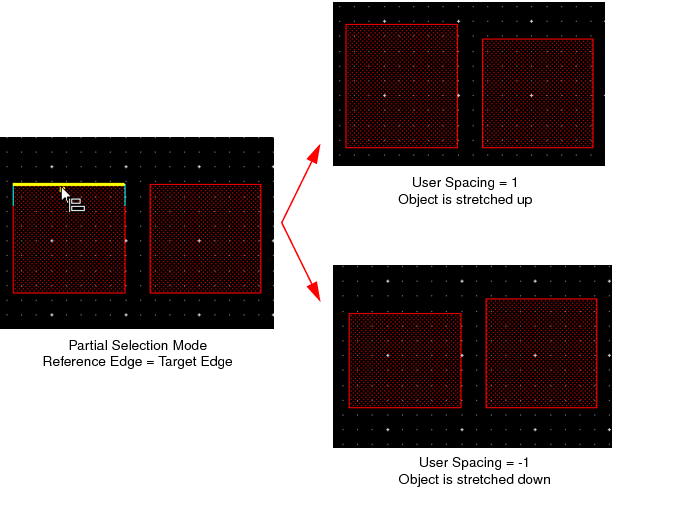 User Spacing = 1
Object is stretched up
Partial Selection Mode
Reference Edge = Target Edge
User Spacing = -1
Object is stretched down